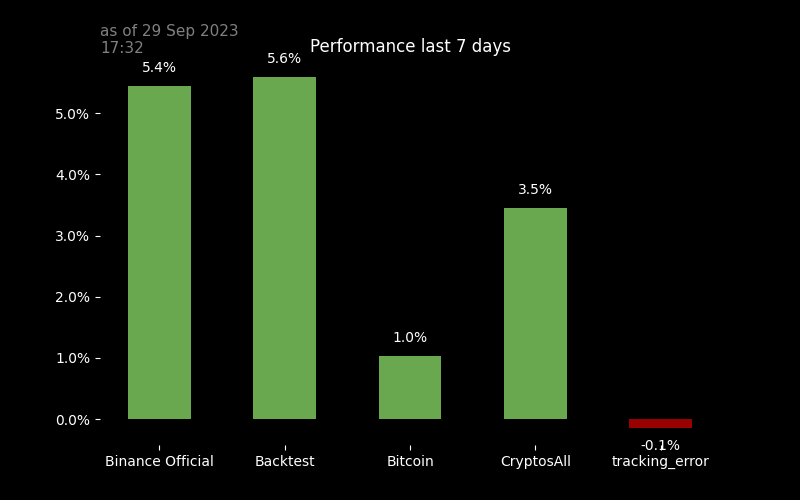 as of 29 Sep 2023
17:32
Performance last 7 days
5.4%
5.6%
1.0%
3.5%
-0.1%
5.0%
4.0%
3.0%
2.0%
1.0%
0.0%
Binance Official
Backtest
Bitcoin
CryptosAll
tracking_error